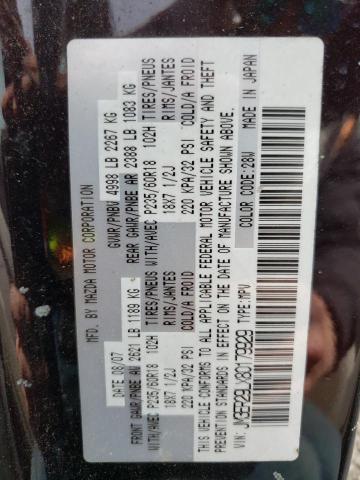 MFD. BY MAZDA MOTOR CORPORATION
DATE 08/07 GVWR/PNBV 4998 LB 2267 KG
FRONT GAWR/PNBE AV 2621 LB 1189 KG REAR GAWR/PNBE AR 2388 LB 1083 KG
WITH/AVEC P235/60R18 102H TIRES/PNEUS WITH/AVEC P235/60R18 102H TIRES/PNEUS
18X7 1/2J RIMS/JANTES 18X7 1/2J RIMS/JANTES
220 KPA/32 PSI COLD/A FROID 220 KPA/32 PSI COLD/A FROID
THIS VEHICLE CONFORMS TO ALL APPLICABLE FEDERAL MOTOR VEHICLE SAFETY AND THEFT
PREVENTION STANDARDS IN EFFECT ON THE DATE OF MANUFACTURE SHOWN ABOVE.
VIN: TYPE: MPV COLOR CODE: 28W MADE IN JAPAN